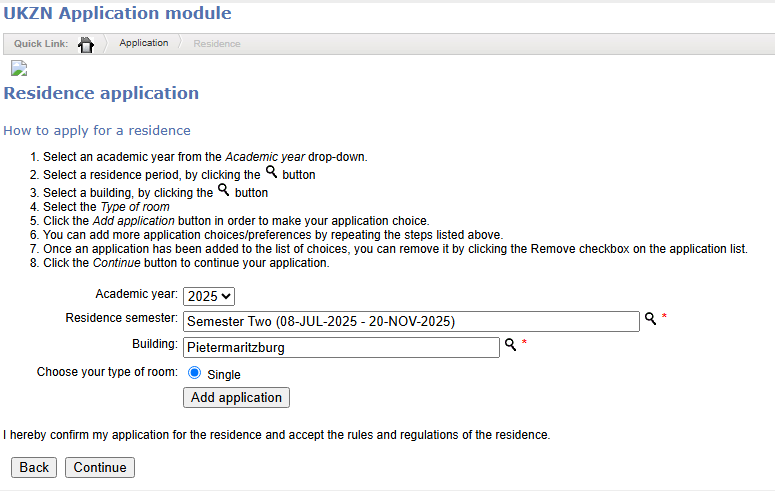 UKZN Application module
Quick Link: Application Residence
Residence application
How to apply for a residence
1. Select an academic year from the Academic year drop-down.
2. Select a residence period, by clicking the button
3. Select a building, by clicking the button
4. Select the Type of room
5. Click the Add application button in order to make your application choice.
6. You can add more application choices/preferences by repeating the steps listed above.
7. Once an application has been added to the list of choices, you can remove it by clicking the Remove checkbox on the application list.
8. Click the Continue button to continue your application.
Academic year: 2025
Residence semester: Semester Two (08-JUL-2025 - 20-NOV-2025) *
Building: Pietermaritzburg *
Choose your type of room: Single
Add application
I hereby confirm my application for the residence and accept the rules and regulations of the residence.
Back Continue